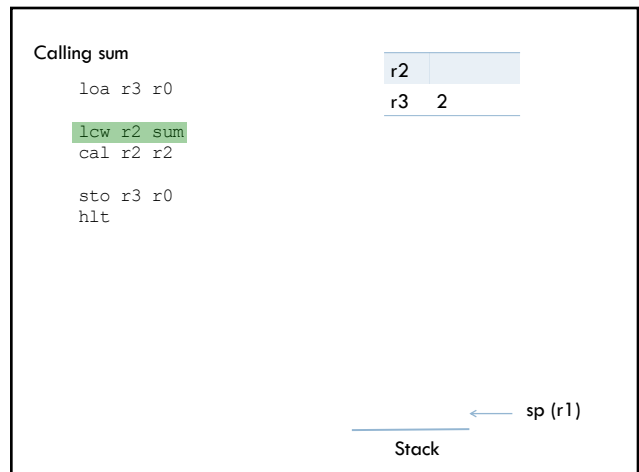 Calling sum
loa r3 r0
lcw r2 sum
cal r2 r2
sto r3 r0
hlt
r2
r3 2
sp (r1)
Stack